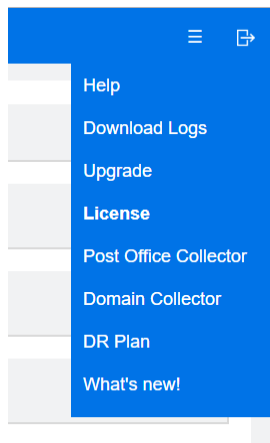 Help
Download Logs
Upgrade
License
Post Office Collector
Domain Collector
DR Plan
What's new!